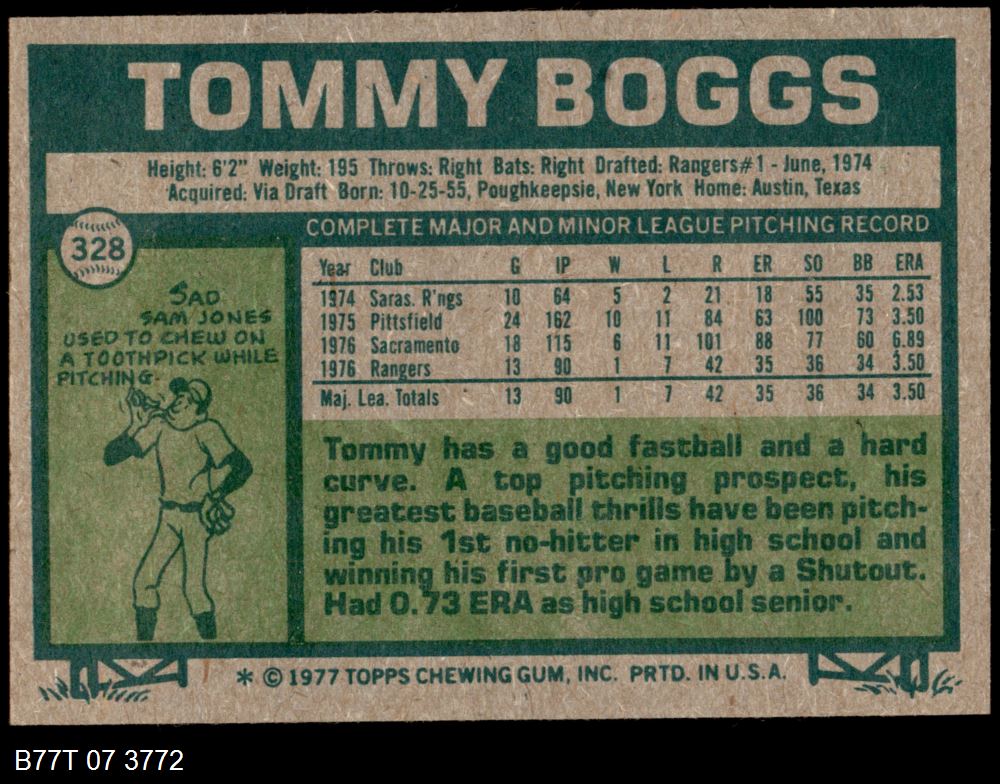 TOMMY BOGGS
Height: 6'2" Weight: 195 Throws: Right Bats: Right Drafted: Rangers#1 - June, 1974
Acquired: Via Draft Born: 10-25-55, Poughkeepsie, New York Home: Austin, Texas
328
COMPLETE MAJOR AND MINOR LEAGUE PITCHING RECORD
Year Club G IP W L R ER SO BB ERA
1974 Saras. R'ngs 10 64 5 2 21 18 55 35 2.53
1975 Pittsfield 24 162 10 11 84 63 100 73 3.50
1976 Sacramento 18 115 6 11 101 88 77 60 6.89
1976 Rangers 13 90 1 7 42 35 36 34 3.50
Maj. Lea. Totals 13 90 1 7 42 35 36 34 3.50
SAD
SAM JONES
USED TO CHEW ON
A TOOTHPICK WHILE
PITCHING.
Tommy has a good fastball and a hard
curve. A top pitching prospect, his
greatest baseball thrills have been pitch-
ing his 1st no-hitter in high school and
winning his first pro game by a Shutout.
Had 0.73 ERA as high school senior.
* © 1977 TOPPS CHEWING GUM, INC. PRTD. IN U.S.A.
B77T 07 3772